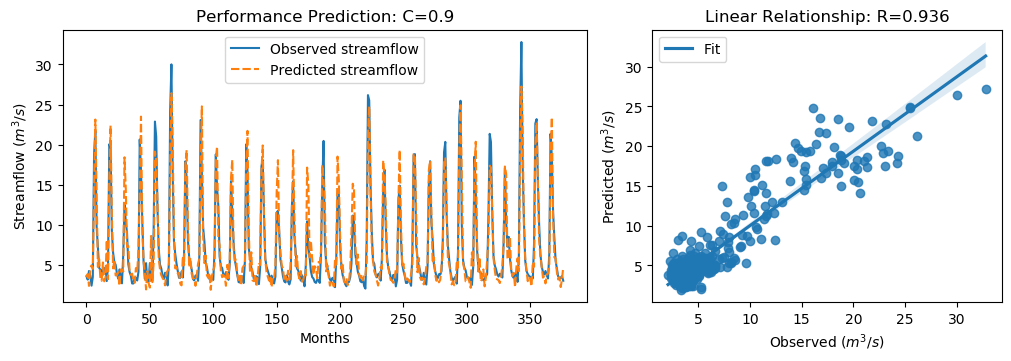 Performance Prediction: C=0.9
Streamflow (m³/s)
30
25
20
15
10
5
Observed streamflow
Predicted streamflow
0 50 100 150 200 250 300 350
Months
Linear Relationship: R=0.936
Predicted (m³/s)
30
25
20
15
10
5
Fit
5 10 15 20 25 30
Observed (m³/s)